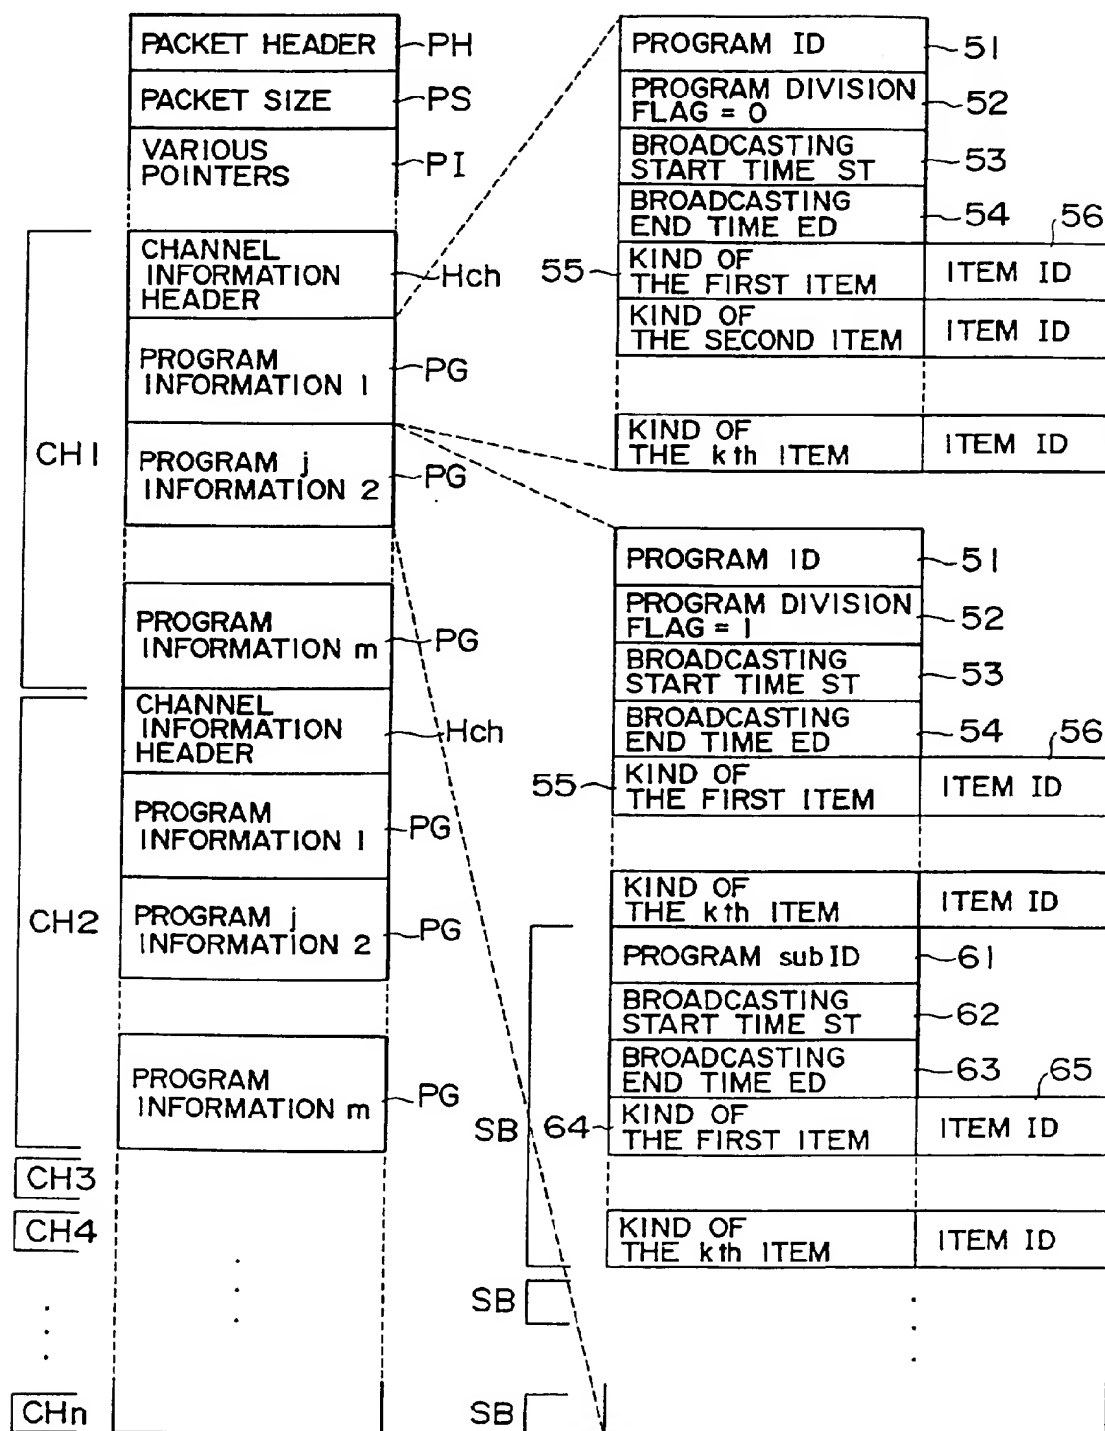 PACKET HEADER
PH
PACKET SIZE
PS
VARIOUS
POINTERS
PI
CH1
CHANNEL
INFORMATION
HEADER
Hch
PROGRAM
INFORMATION 1
PG
PROGRAM j
INFORMATION 2
PG
PROGRAM
INFORMATION m
PG
CH2
CHANNEL
INFORMATION
HEADER
Hch
PROGRAM
INFORMATION 1
PG
PROGRAM j
INFORMATION 2
PG
PROGRAM
INFORMATION m
PG
CH3
CH4
CHn
PROGRAM ID
51
PROGRAM DIVISION
FLAG = 0
52
BROADCASTING
START TIME ST
53
BROADCASTING
END TIME ED
54
56
55
KIND OF
THE FIRST ITEM
ITEM ID
KIND OF
THE SECOND ITEM
ITEM ID
KIND OF
THE kth ITEM
ITEM ID
PROGRAM ID
51
PROGRAM DIVISION
FLAG = 1
52
BROADCASTING
START TIME ST
53
BROADCASTING
END TIME ED
54
56
55
KIND OF
THE FIRST ITEM
ITEM ID
KIND OF
THE kth ITEM
ITEM ID
SB
PROGRAM subID
61
BROADCASTING
START TIME ST
62
BROADCASTING
END TIME ED
63
65
64
KIND OF
THE FIRST ITEM
ITEM ID
KIND OF
THE kth ITEM
ITEM ID
SB
SB